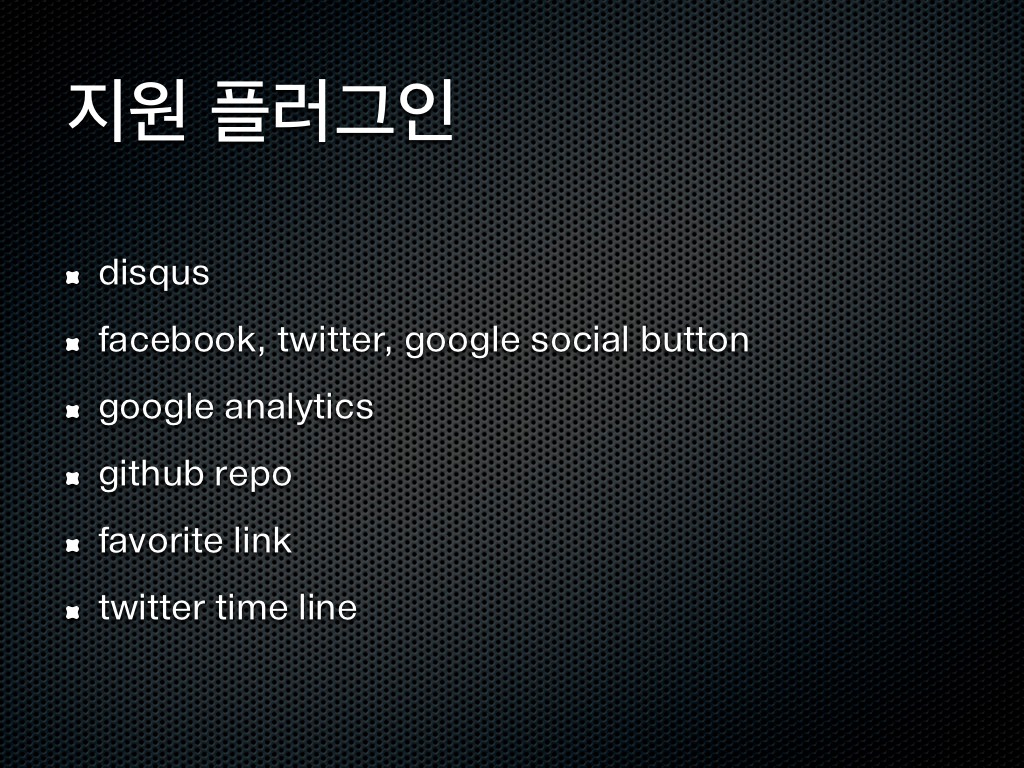 지원 플러그인
disqus
facebook, twitter, google social button
google analytics
github repo
favorite link
twitter time line